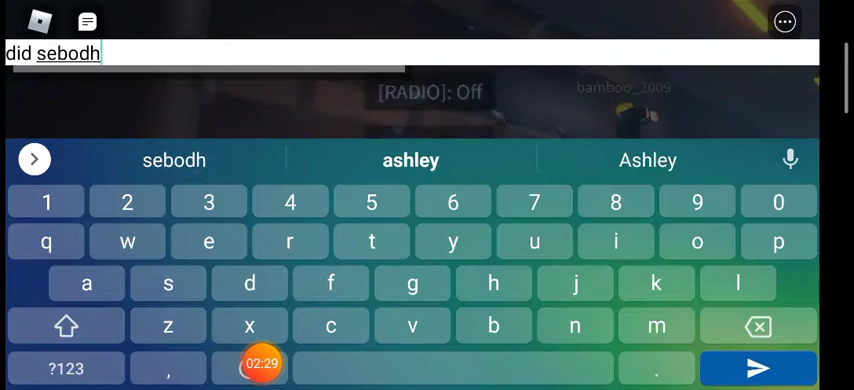 did sebodh
[RADIO]: Off
bamboo_2009
sebodh ashley Ashley
1 2 3 4 5 6 7 8 9 0
q w e r t y u i o p
a s d f g h j k l
z x c v b n m
?123 , 02:29 .